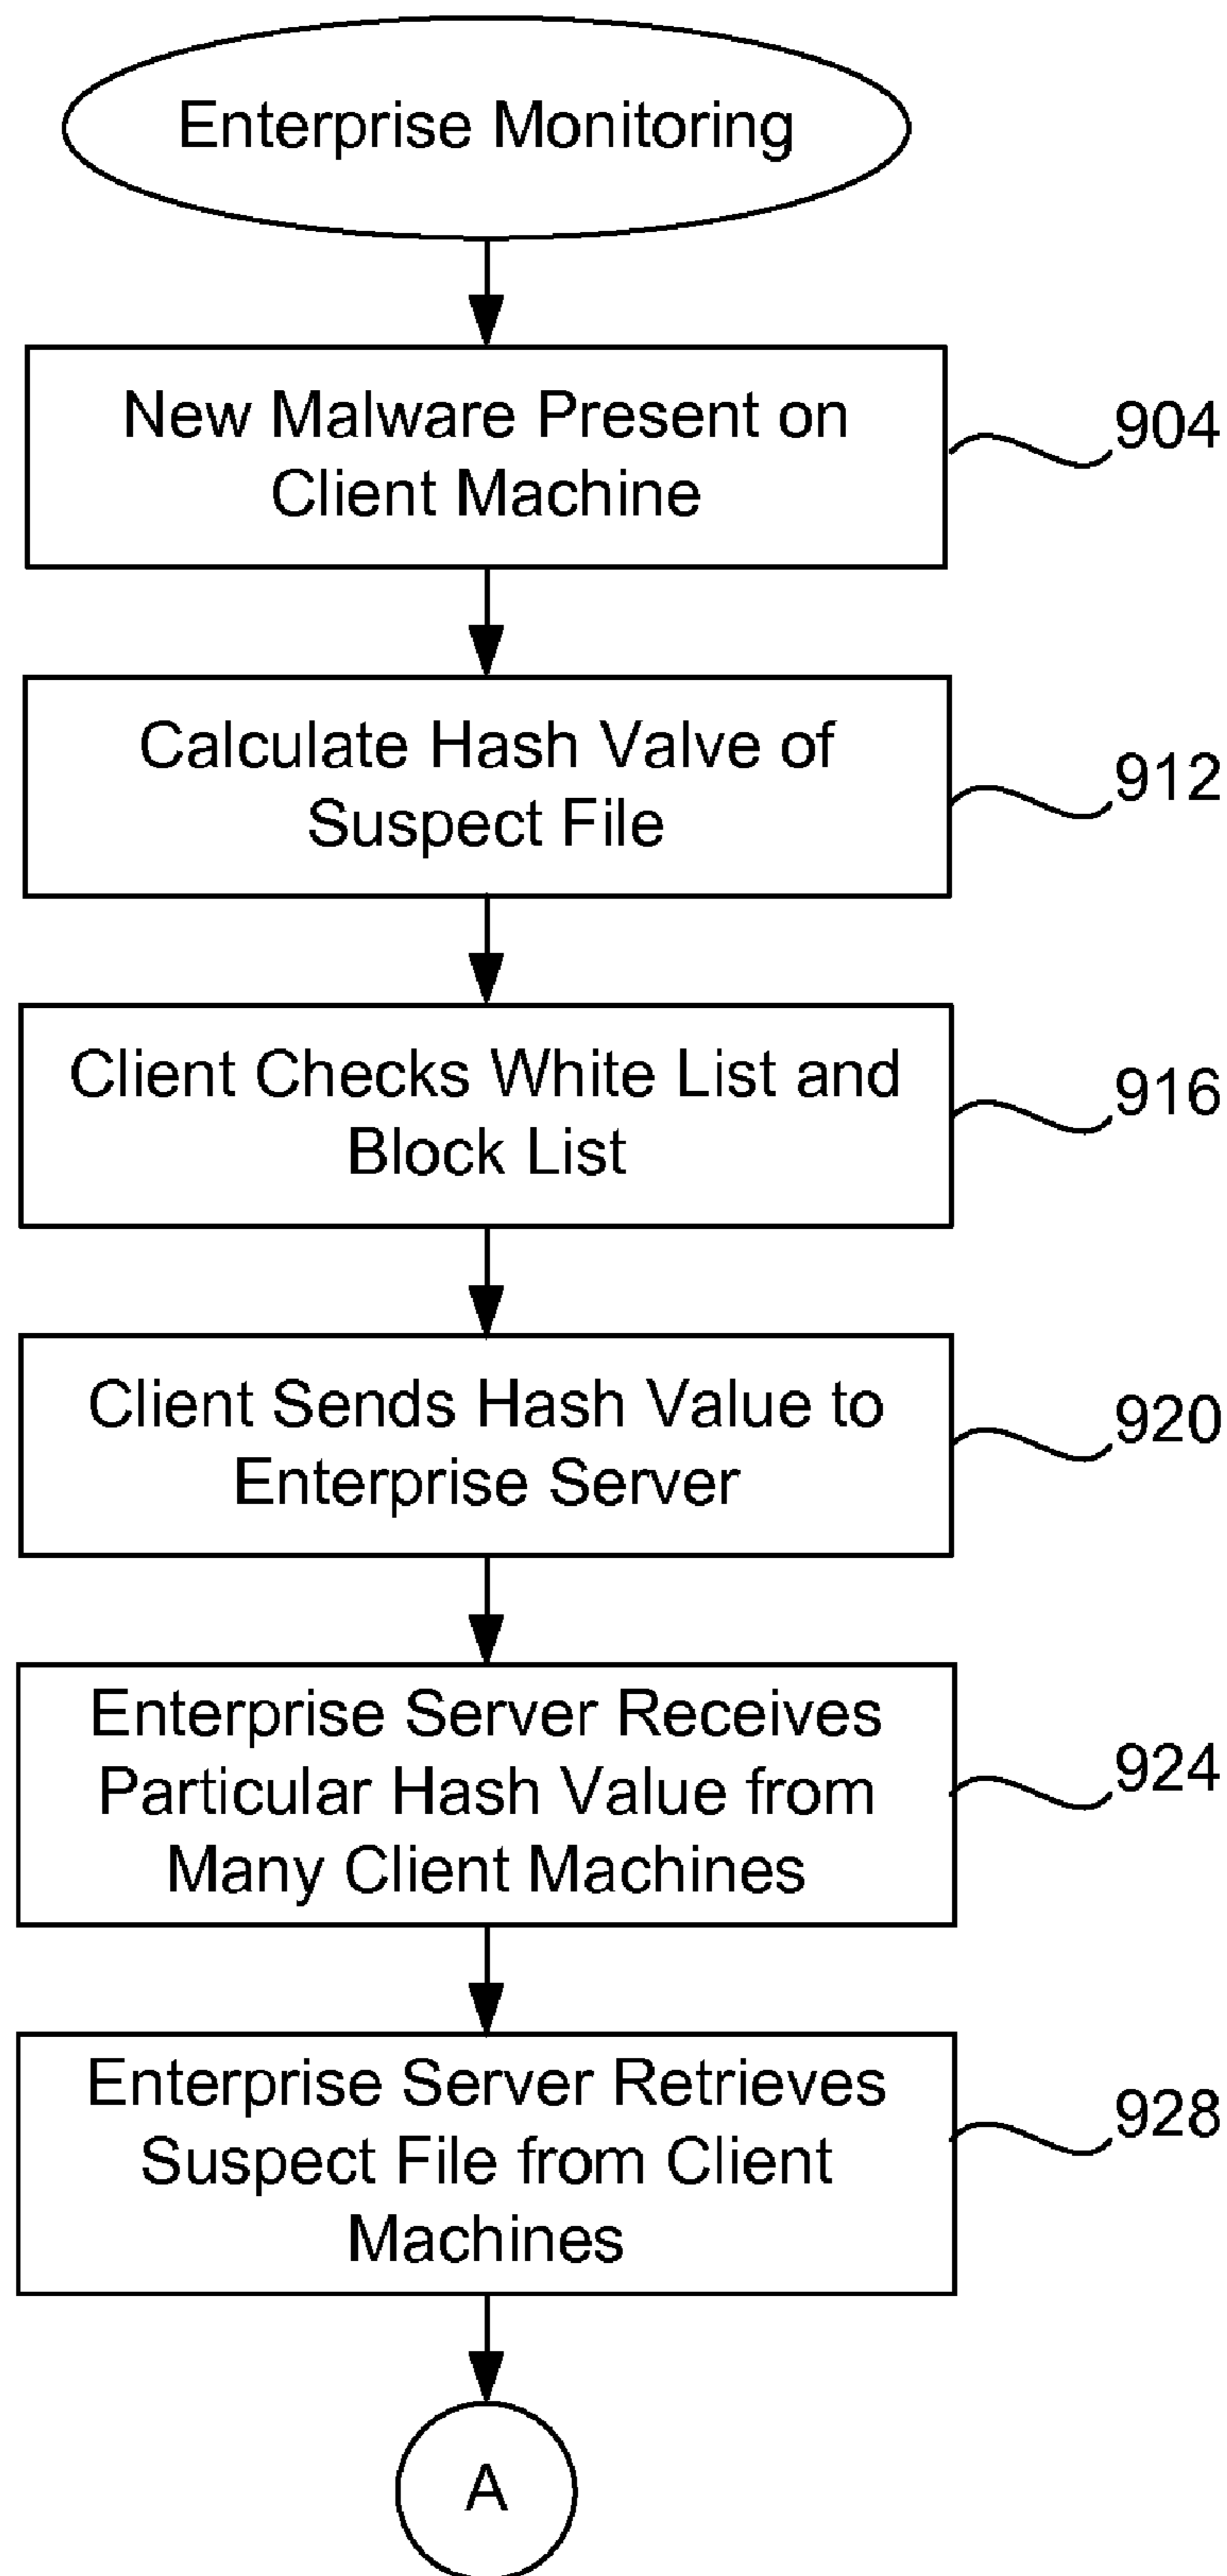 Enterprise Monitoring
New Malware Present on
Client Machine
904
Calculate Hash Valve of
Suspect File
912
Client Checks White List and
Block List
916
Client Sends Hash Value to
Enterprise Server
920
Enterprise Server Receives
Particular Hash Value from
Many Client Machines
924
Enterprise Server Retrieves
Suspect File from Client
Machines
928
A